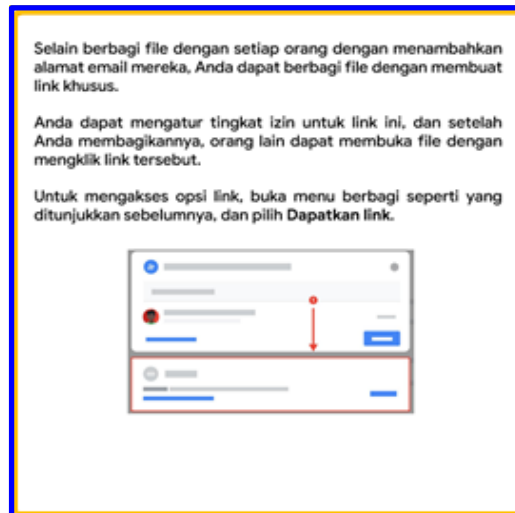 Selain berbagi file dengan setiap orang dengan menambahkan
alamat email mereka, Anda dapat berbagi file dengan membuat
link khusus.
Anda dapat mengatur tingkat izin untuk link ini, dan setelah
Anda membagikannya, orang lain dapat membuka file dengan
mengklik link tersebut.
Untuk mengakses opsi link, buka menu berbagi seperti yang
ditunjukkan sebelumnya, dan pilih Dapatkan link.